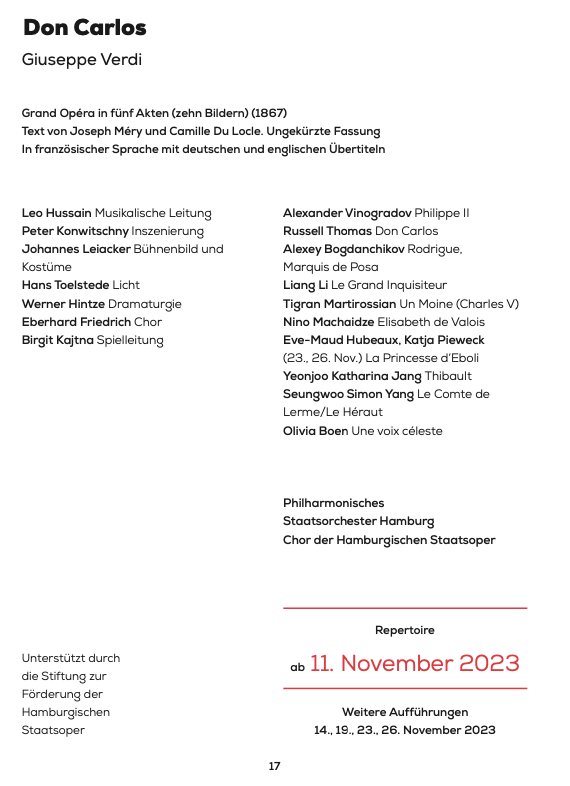 Don Carlos
Giuseppe Verdi
Grand Opéra in fünf Akten (zehn Bildern) (1867)
Text von Joseph Méry und Camille Du Locle. Ungekürzte Fassung
In französischer Sprache mit deutschen und englischen Übertiteln
Leo Hussain Musikalische Leitung
Peter Konwitschny Inszenierung
Johannes Leiacker Bühnenbild und
Kostüme
Hans Toelstede Licht
Werner Hintze Dramaturgie
Eberhard Friedrich Chor
Birgit Kajtna Spielleitung
Alexander Vinogradov Philippe II
Russell Thomas Don Carlos
Alexey Bogdanchikov Rodrigue,
Marquis de Posa
Liang Li Le Grand Inquisiteur
Tigran Martirossian Un Moine (Charles V)
Nino Machaidze Elisabeth de Valois
Eve-Maud Hubeaux, Katja Pieweck
(23., 26. Nov.) La Princesse d'Eboli
Yeonjoo Katharina Jang Thibault
Seungwoo Simon Yang Le Comte de
Lerme/Le Héraut
Olivia Boen Une voix céleste
Philharmonisches
Staatsorchester Hamburg
Chor der Hamburgischen Staatsoper
Unterstützt durch
die Stiftung zur
Förderung der
Hamburgischen
Staatsoper
Repertoire
ab 11. November 2023
Weitere Aufführungen
14., 19., 23., 26. November 2023
17